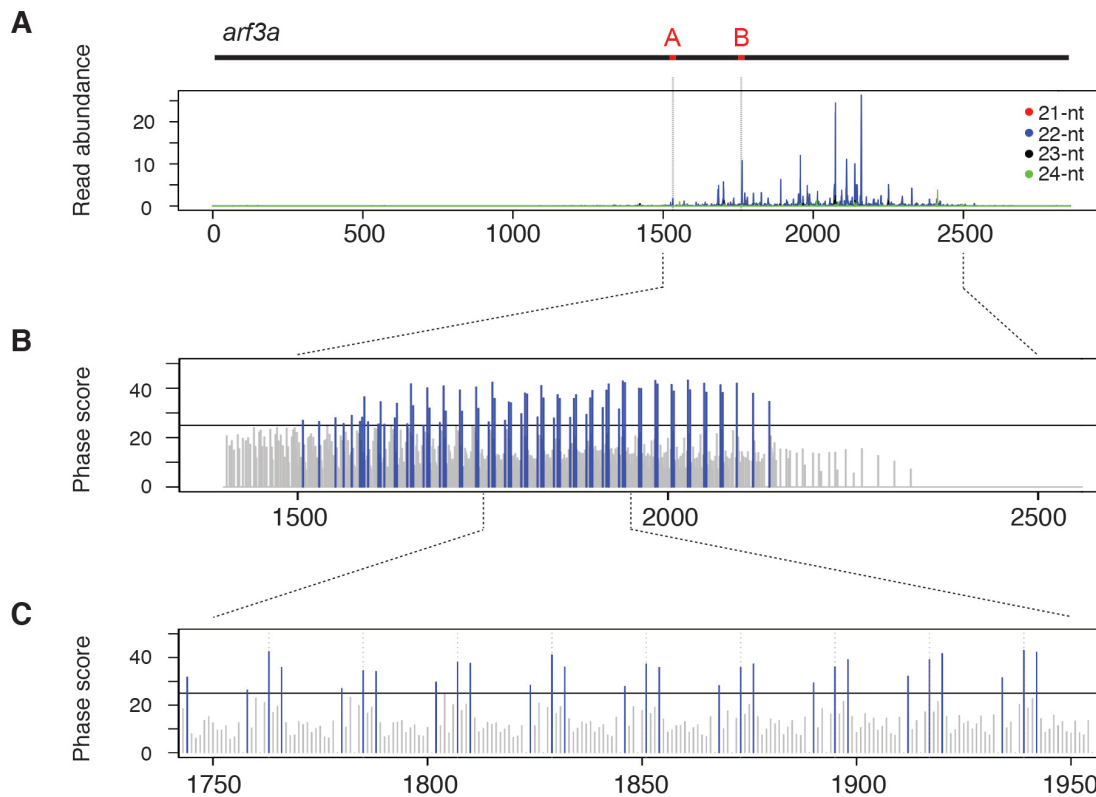 A
arf3a
A B
Read abundance
20
10
0
21-nt
22-nt
23-nt
24-nt
0 500 1000 1500 2000 2500
B
Phase score
40
20
0
1500 2000 2500
C
Phase score
40
20
0
1750 1800 1850 1900 1950